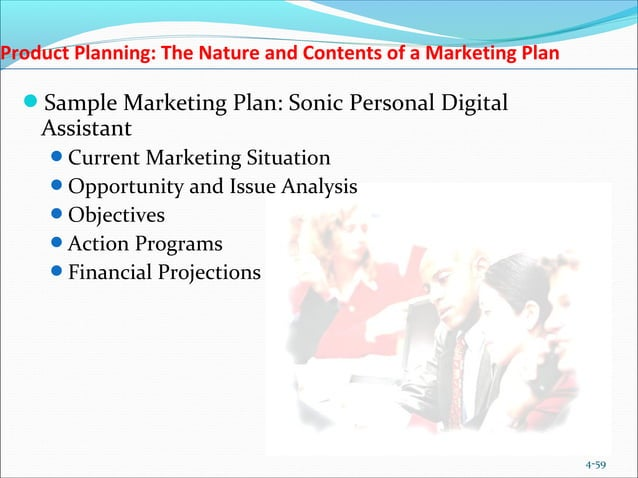 Product Planning: The Nature and Contents of a Marketing Plan
Sample Marketing Plan: Sonic Personal Digital
Assistant
Current Marketing Situation
Opportunity and Issue Analysis
Objectives
Action Programs
Financial Projections
4-59